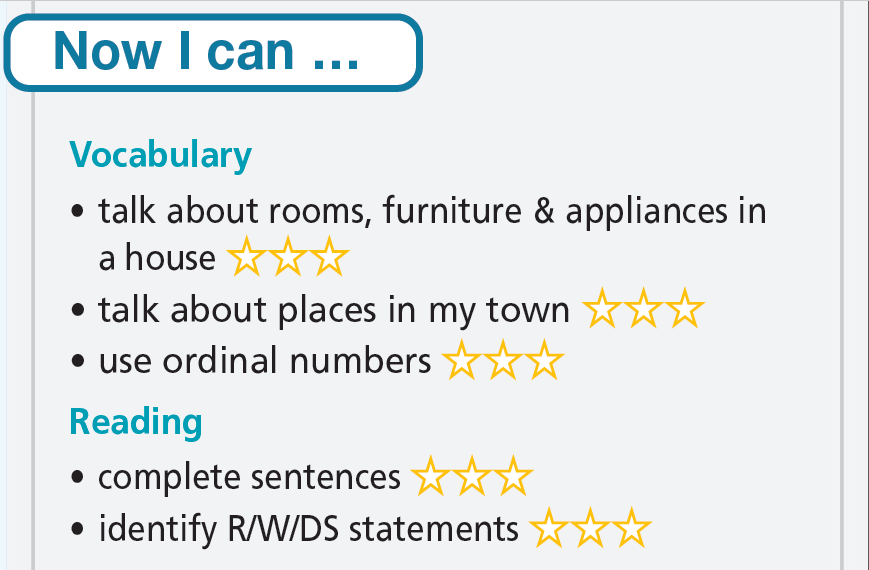 Now I can ...
Vocabulary
• talk about rooms, furniture & appliances in
a house ☆☆☆
• talk about places in my town ☆☆☆
• use ordinal numbers ☆☆☆
Reading
• complete sentences ☆☆☆
• identify R/W/DS statements ☆☆☆